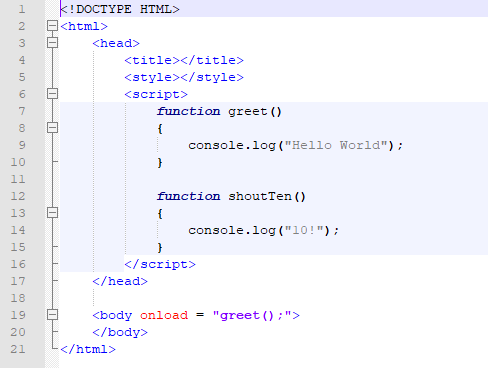 1 <!DOCTYPE HTML>
2 <html>
3     <head>
4         <title></title>
5         <style></style>
6         <script>
7             function greet()
8             {
9                 console.log("Hello World");
10             }
11
12             function shoutTen()
13             {
14                 console.log("10!");
15             }
16         </script>
17     </head>
18
19     <body onload = "greet();">
20     </body>
21 </html>